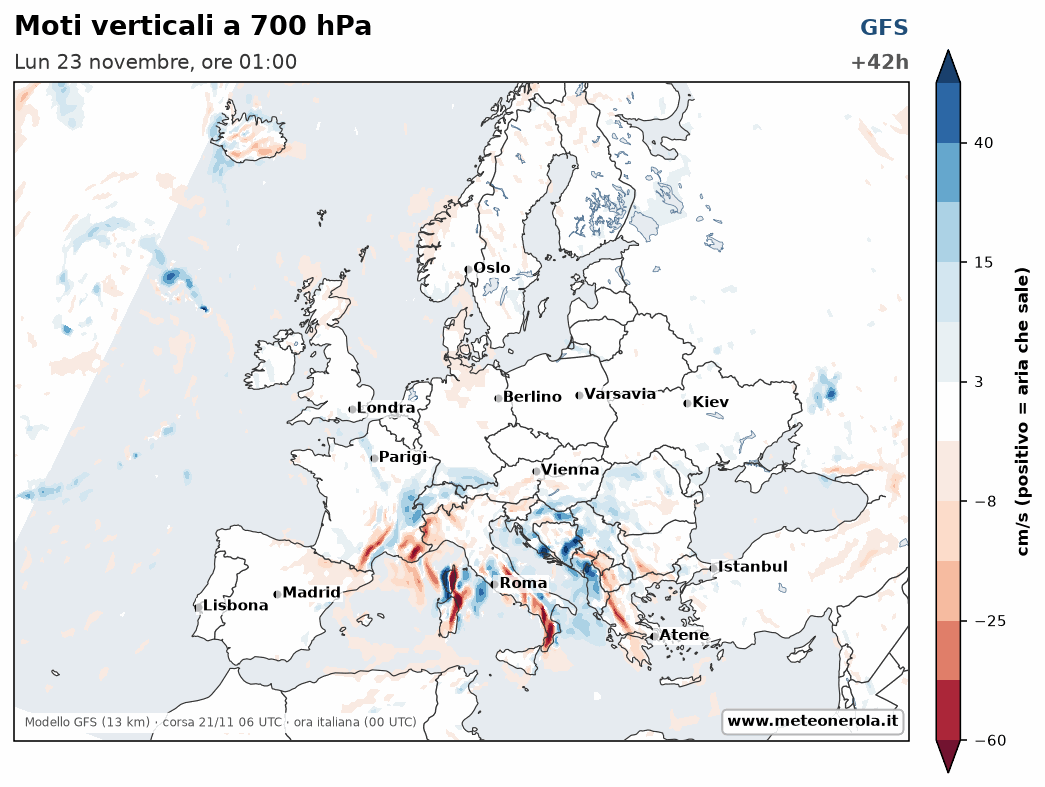 Moti verticali a 700 hPa
GFS
Lun 23 novembre, ore 01:00
+42h
40
15
3
−8
−25
−60
cm/s (positivo = aria che sale)
Oslo
Berlino
Varsavia
Kiev
Londra
Parigi
Vienna
Istanbul
Roma
Madrid
Lisbona
Atene
Modello GFS (13 km) · corsa 21/11 06 UTC · ora italiana (00 UTC)
www.meteonerola.it